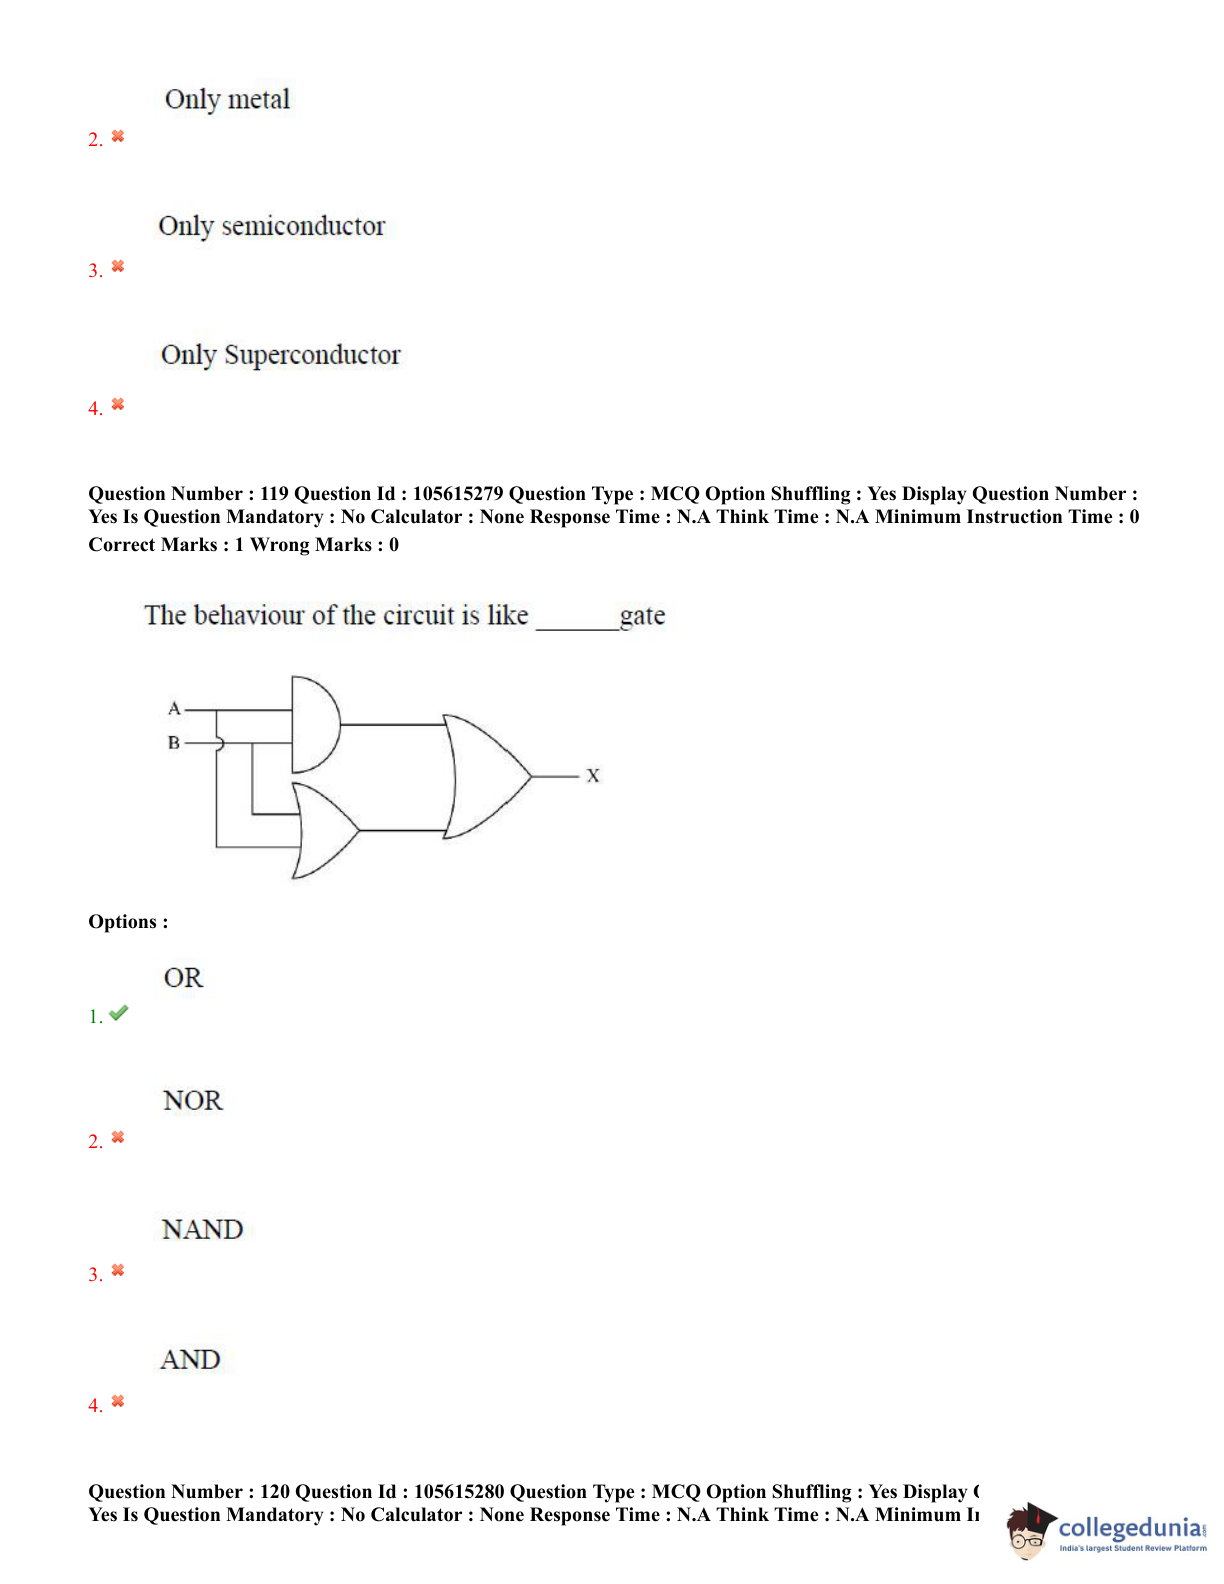 Only metal
2.
Only semiconductor
3.
Only Superconductor
4.
Question Number : 119 Question Id : 105615279 Question Type : MCQ Option Shuffling : Yes Display Question Number :
Yes Is Question Mandatory : No Calculator : None Response Time : N.A Think Time : N.A Minimum Instruction Time : 0
Correct Marks : 1 Wrong Marks : 0
The behaviour of the circuit is like ______gate
A
B
X
Options :
OR
1.
NOR
2.
NAND
3.
AND
4.
Question Number : 120 Question Id : 105615280 Question Type : MCQ Option Shuffling : Yes Display
Yes Is Question Mandatory : No Calculator : None Response Time : N.A Think Time : N.A Minimum
collegedunia
India's largest Student Review Platform